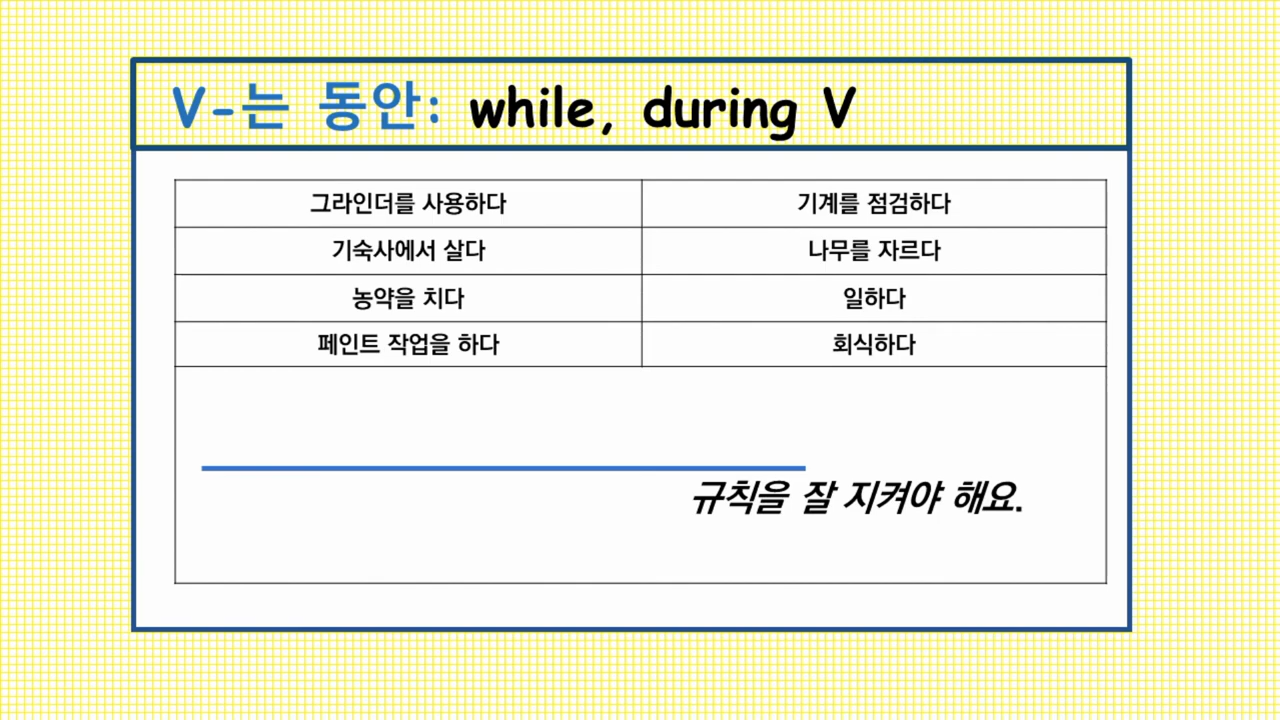 V-는 동안: while, during V
그라인더를 사용하다 기계를 점검하다
기숙사에서 살다 나무를 자르다
농약을 치다 일하다
페인트 작업을 하다 회식하다
규칙을 잘 지켜야 해요.